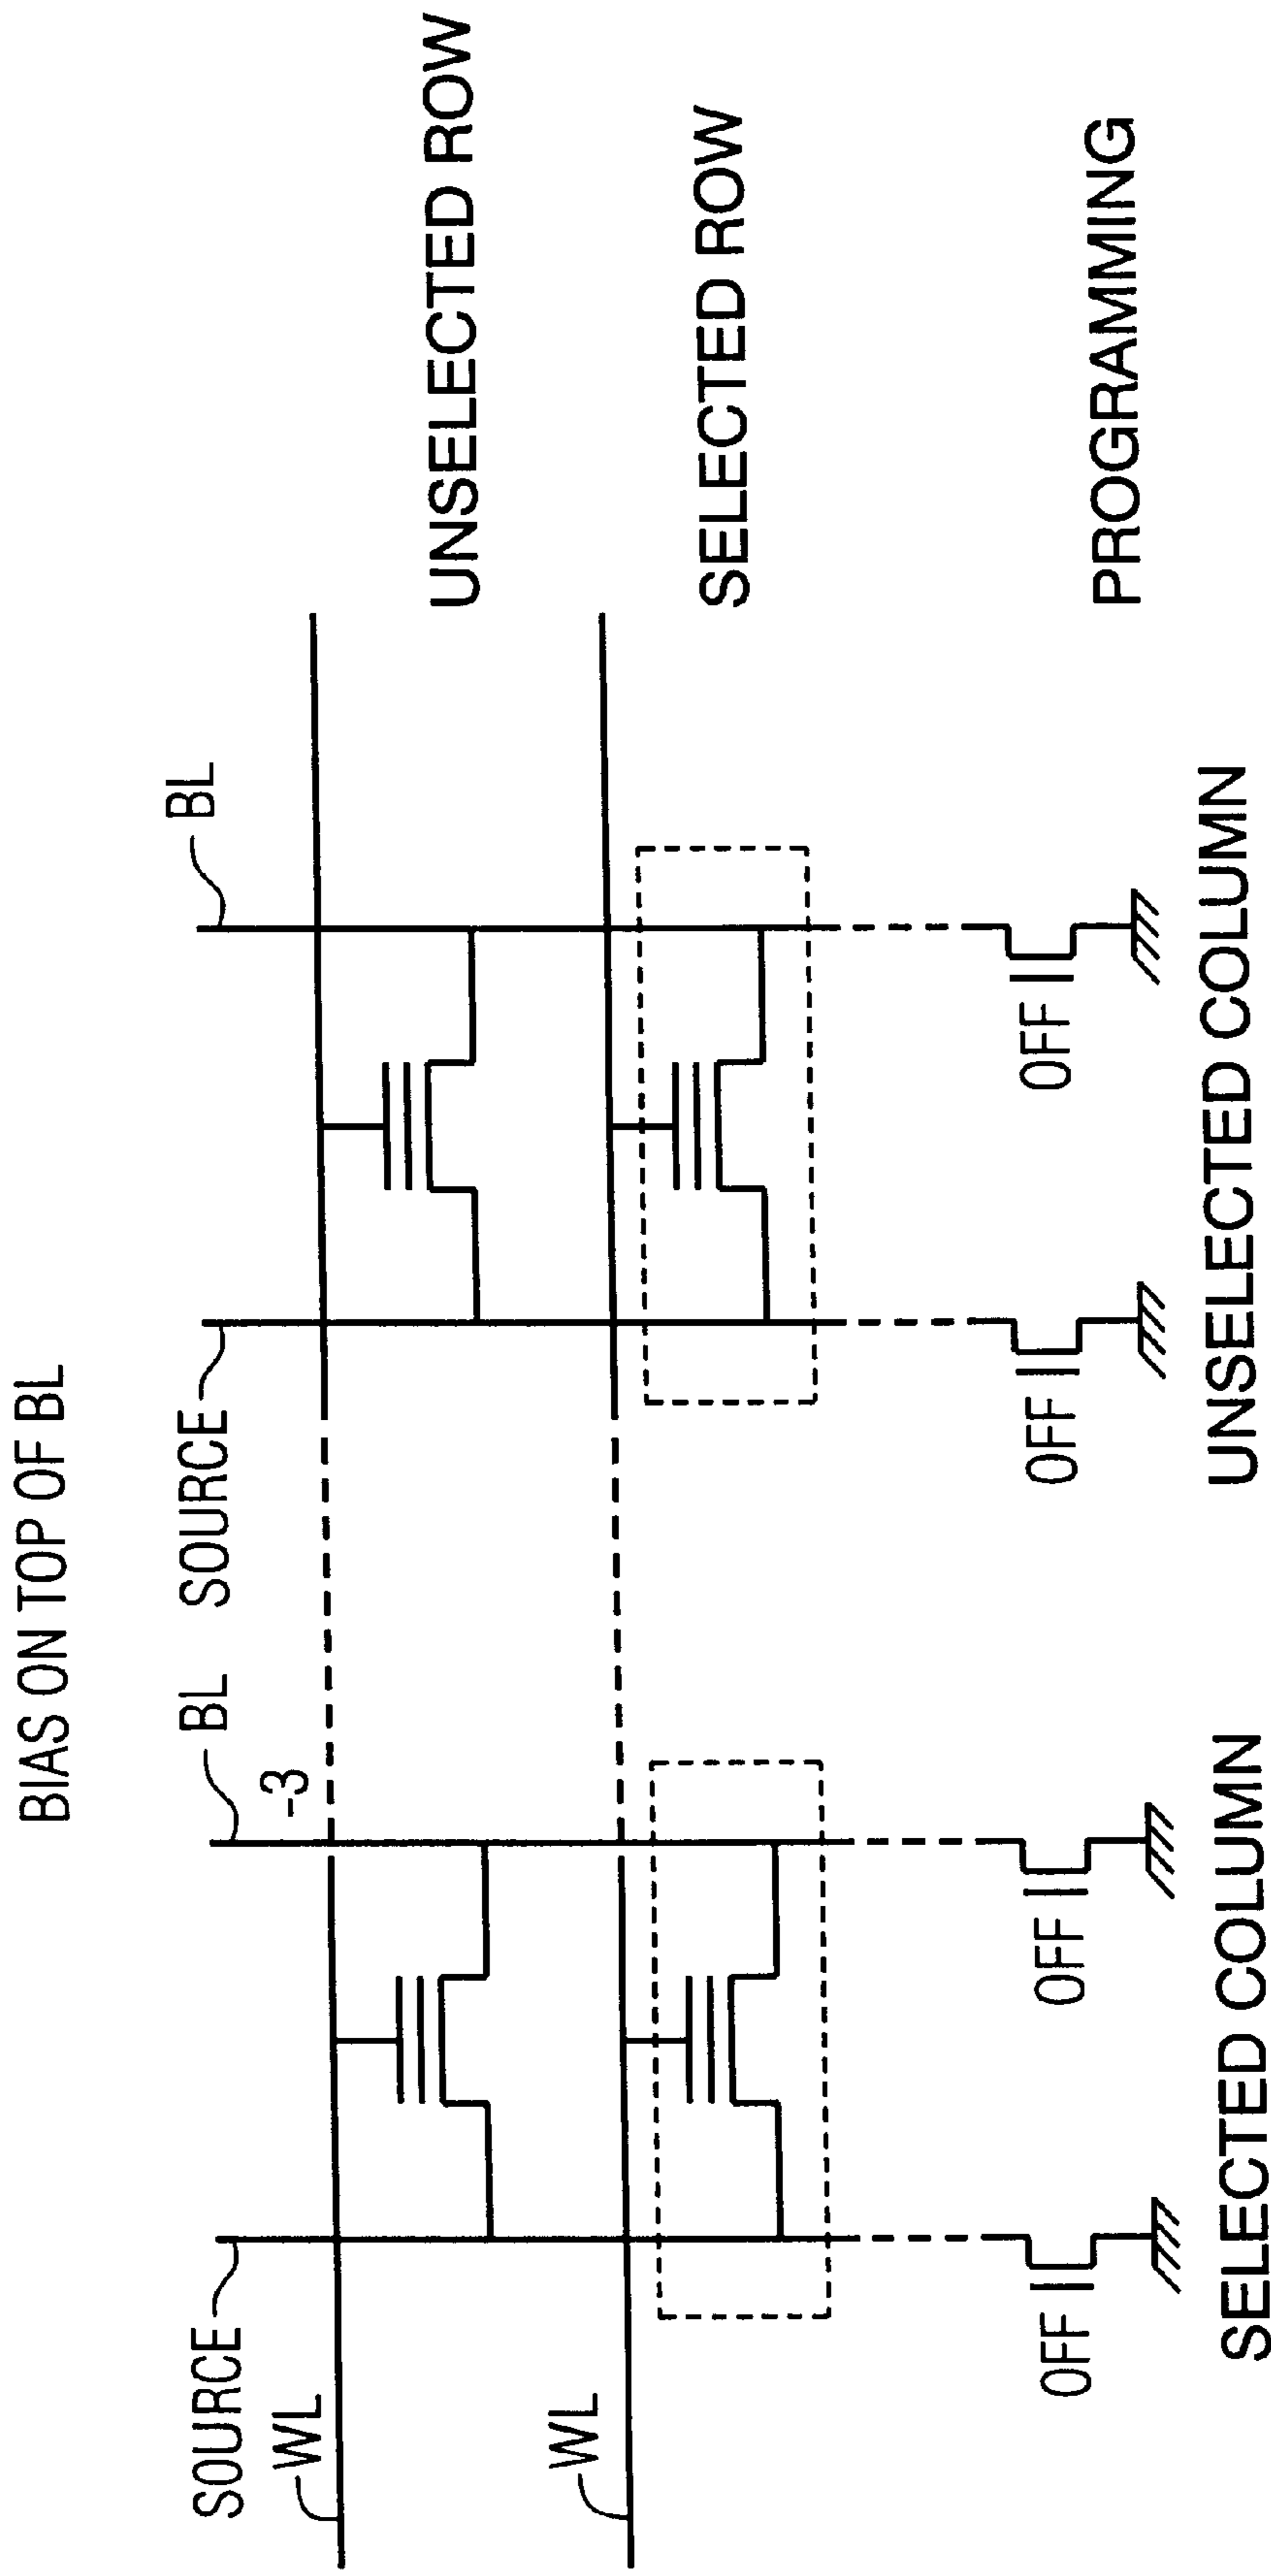 BIAS ON TOP OF BL
SOURCE
BL
SOURCE
BL
-3
WL
UNSELECTED ROW
WL
SELECTED ROW
OFF
OFF
OFF
OFF
PROGRAMMING
SELECTED COLUMN
UNSELECTED COLUMN